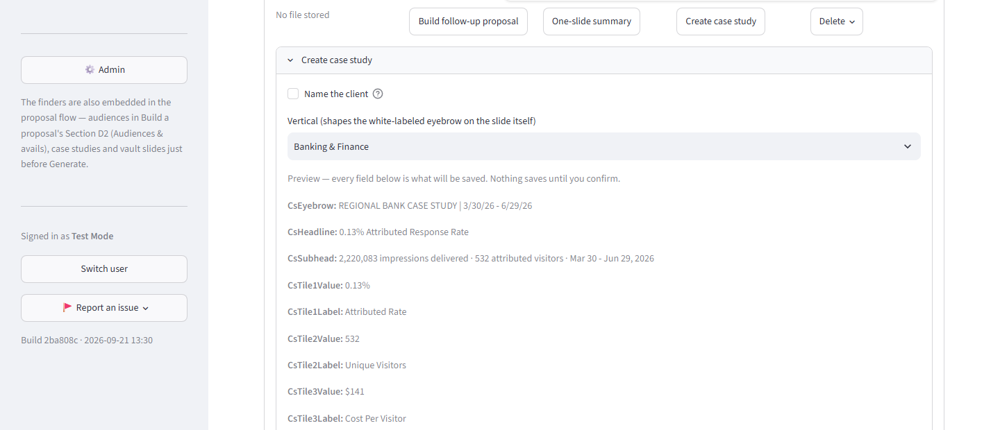 Admin
The finders are also embedded in the
proposal flow — audiences in Build a
proposal's Section D2 (Audiences &
avails), case studies and vault slides just
before Generate.
Signed in as Test Mode
Switch user
Report an issue
Build 2ba808c · 2026-09-21 13:30
No file stored
Build follow-up proposal
One-slide summary
Create case study
Delete
Create case study
Name the client
Vertical (shapes the white-labeled eyebrow on the slide itself)
Banking & Finance
Preview — every field below is what will be saved. Nothing saves until you confirm.
CsEyebrow: REGIONAL BANK CASE STUDY | 3/30/26 - 6/29/26
CsHeadline: 0.13% Attributed Response Rate
CsSubhead: 2,220,083 impressions delivered · 532 attributed visitors · Mar 30 - Jun 29, 2026
CsTile1Value: 0.13%
CsTile1Label: Attributed Rate
CsTile2Value: 532
CsTile2Label: Unique Visitors
CsTile3Value: $141
CsTile3Label: Cost Per Visitor